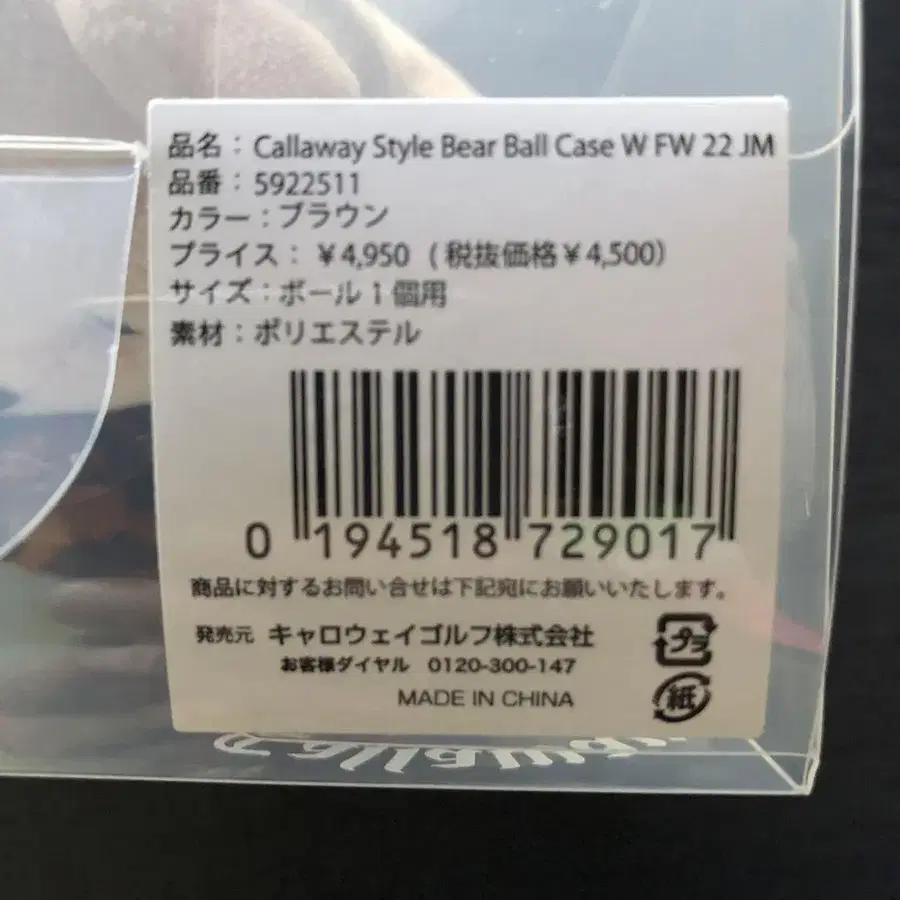 品名：Callaway Style Bear Ball Case W FW 22 JM
品番：5922511
カラー：ブラウン
プライス：￥4,950（税抜価格￥4,500）
サイズ：ボール1個用
素材：ポリエステル
0 194518 729017
商品に対するお問い合せは下記宛にお願いいたします。
発売元 キャロウェイゴルフ株式会社
プラ
お客様ダイヤル 0120-300-147
MADE IN CHINA
紙
Callaway